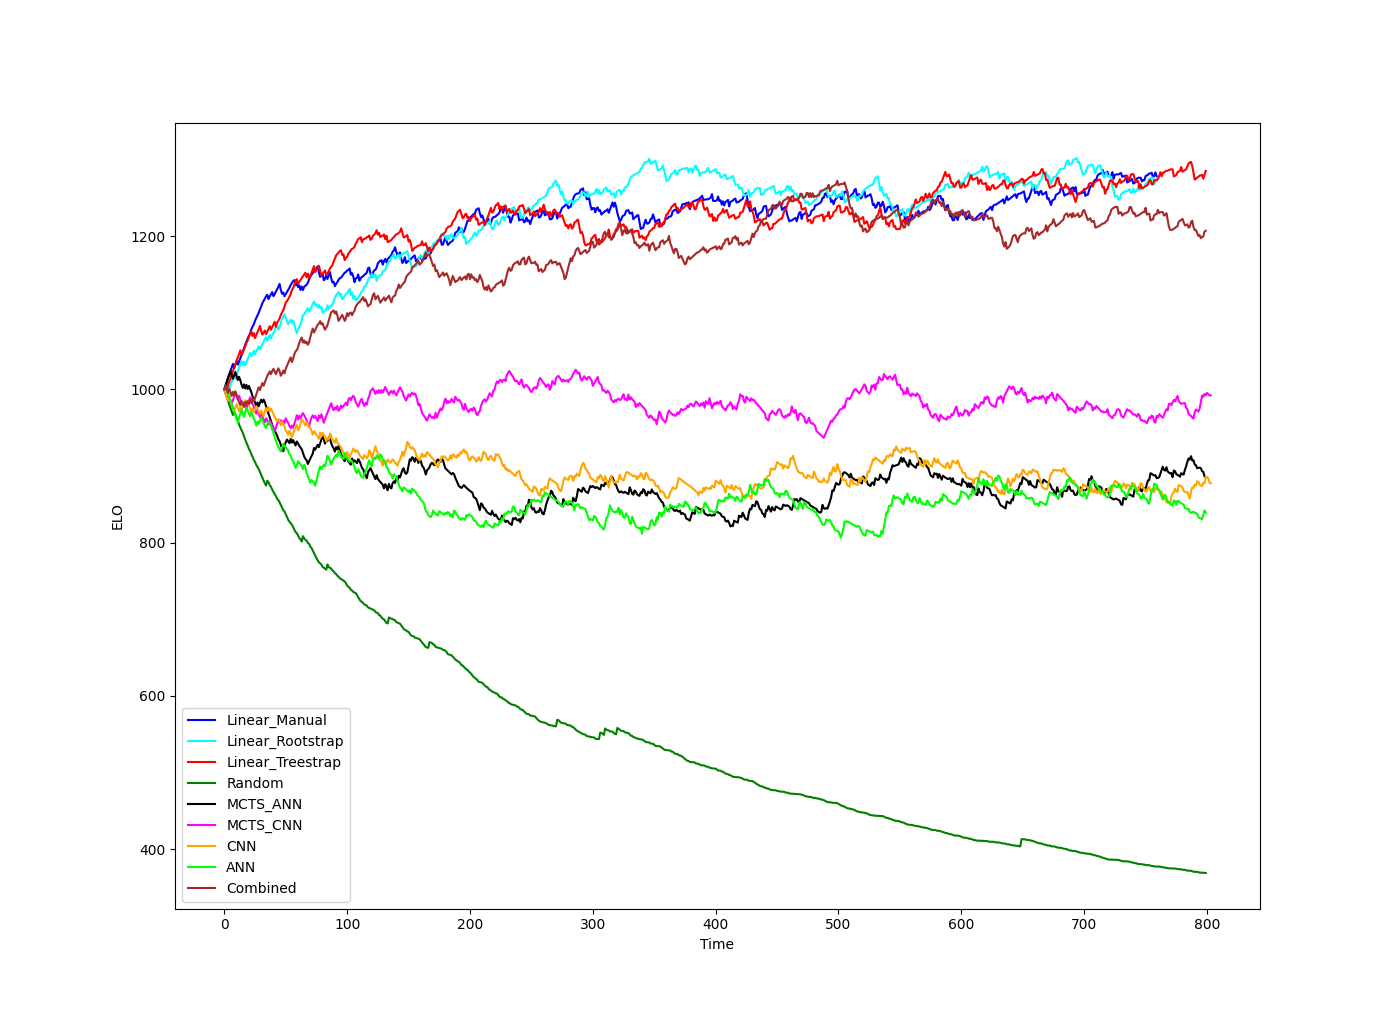 1200
1000
800
600
400
ELO
Linear_Manual
Linear_Rootstrap
Linear_Treestrap
Random
MCTS_ANN
MCTS_CNN
CNN
ANN
Combined
0 100 200 300 400 500 600 700 800
Time